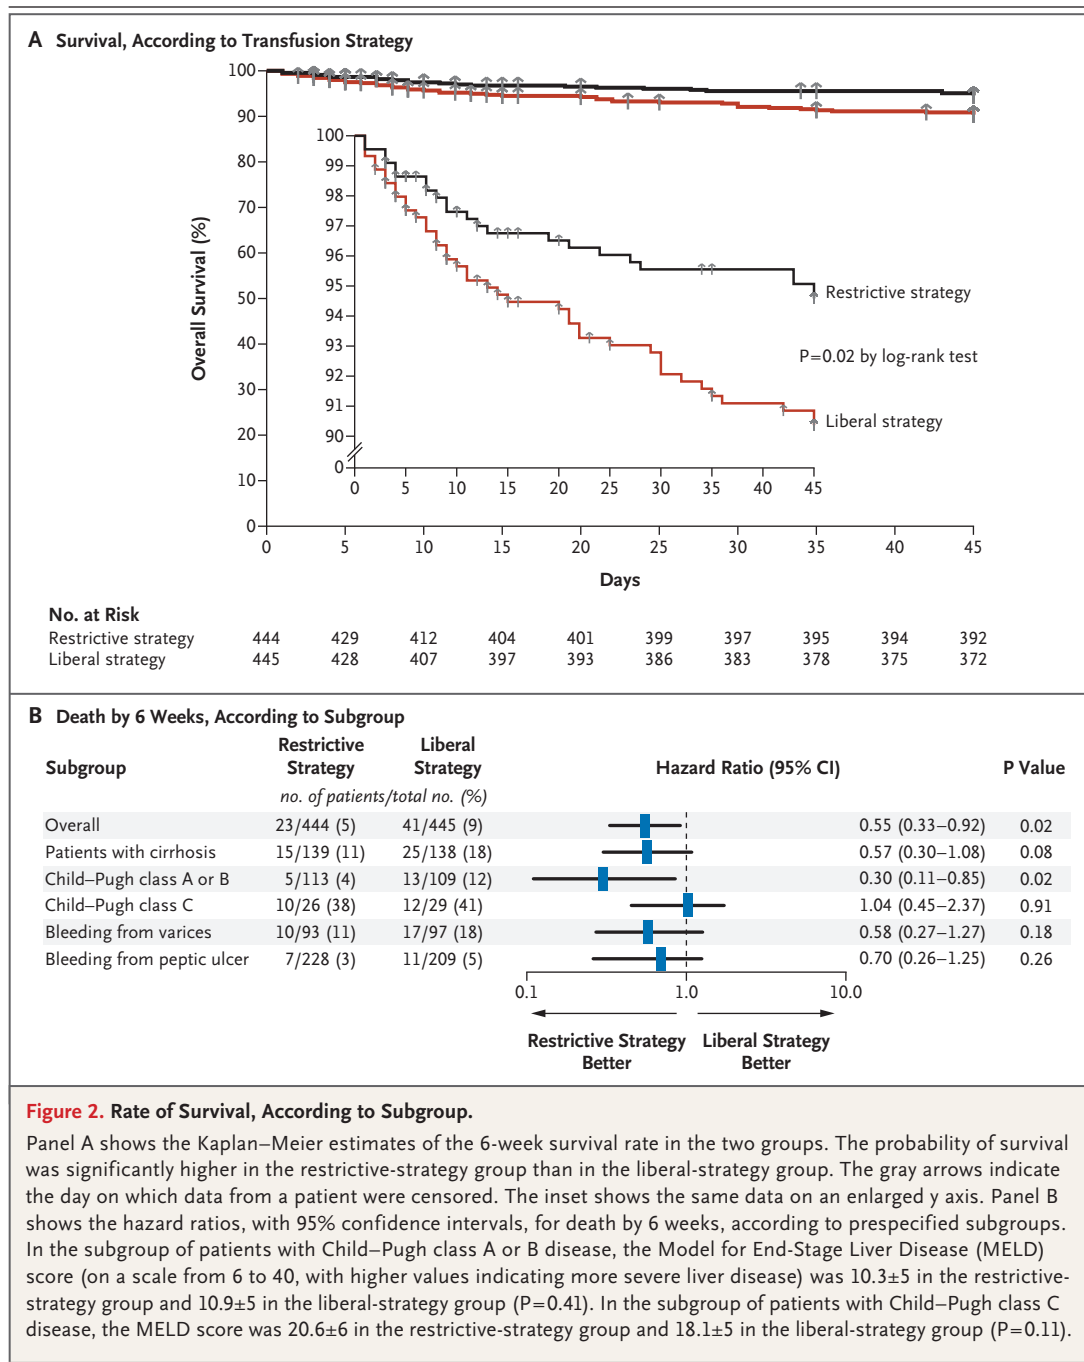 A Survival, According to Transfusion Strategy
100
90
80
70
60
50
40
30
20
10
0
Overall Survival (%)
100
99
98
97
96
95
94
93
92
91
90
0
Restrictive strategy
P=0.02 by log-rank test
Liberal strategy
0 5 10 15 20 25 30 35 40 45
0 5 10 15 20 25 30 35 40 45
Days
No. at Risk
Restrictive strategy 444 429 412 404 401 399 397 395 394 392
Liberal strategy 445 428 407 397 393 386 383 378 375 372
B Death by 6 Weeks, According to Subgroup
Subgroup Restrictive Strategy Liberal Strategy Hazard Ratio (95% CI) P Value
no. of patients/total no. (%)
Overall 23/444 (5) 41/445 (9) 0.55 (0.33–0.92) 0.02
Patients with cirrhosis 15/139 (11) 25/138 (18) 0.57 (0.30–1.08) 0.08
Child–Pugh class A or B 5/113 (4) 13/109 (12) 0.30 (0.11–0.85) 0.02
Child–Pugh class C 10/26 (38) 12/29 (41) 1.04 (0.45–2.37) 0.91
Bleeding from varices 10/93 (11) 17/97 (18) 0.58 (0.27–1.27) 0.18
Bleeding from peptic ulcer 7/228 (3) 11/209 (5) 0.70 (0.26–1.25) 0.26
0.1 1.0 10.0
Restrictive Strategy Better Liberal Strategy Better
Figure 2. Rate of Survival, According to Subgroup.
Panel A shows the Kaplan–Meier estimates of the 6-week survival rate in the two groups. The probability of survival
was significantly higher in the restrictive-strategy group than in the liberal-strategy group. The gray arrows indicate
the day on which data from a patient were censored. The inset shows the same data on an enlarged y axis. Panel B
shows the hazard ratios, with 95% confidence intervals, for death by 6 weeks, according to prespecified subgroups.
In the subgroup of patients with Child–Pugh class A or B disease, the Model for End-Stage Liver Disease (MELD)
score (on a scale from 6 to 40, with higher values indicating more severe liver disease) was 10.3±5 in the restrictive-
strategy group and 10.9±5 in the liberal-strategy group (P=0.41). In the subgroup of patients with Child–Pugh class C
disease, the MELD score was 20.6±6 in the restrictive-strategy group and 18.1±5 in the liberal-strategy group (P=0.11).